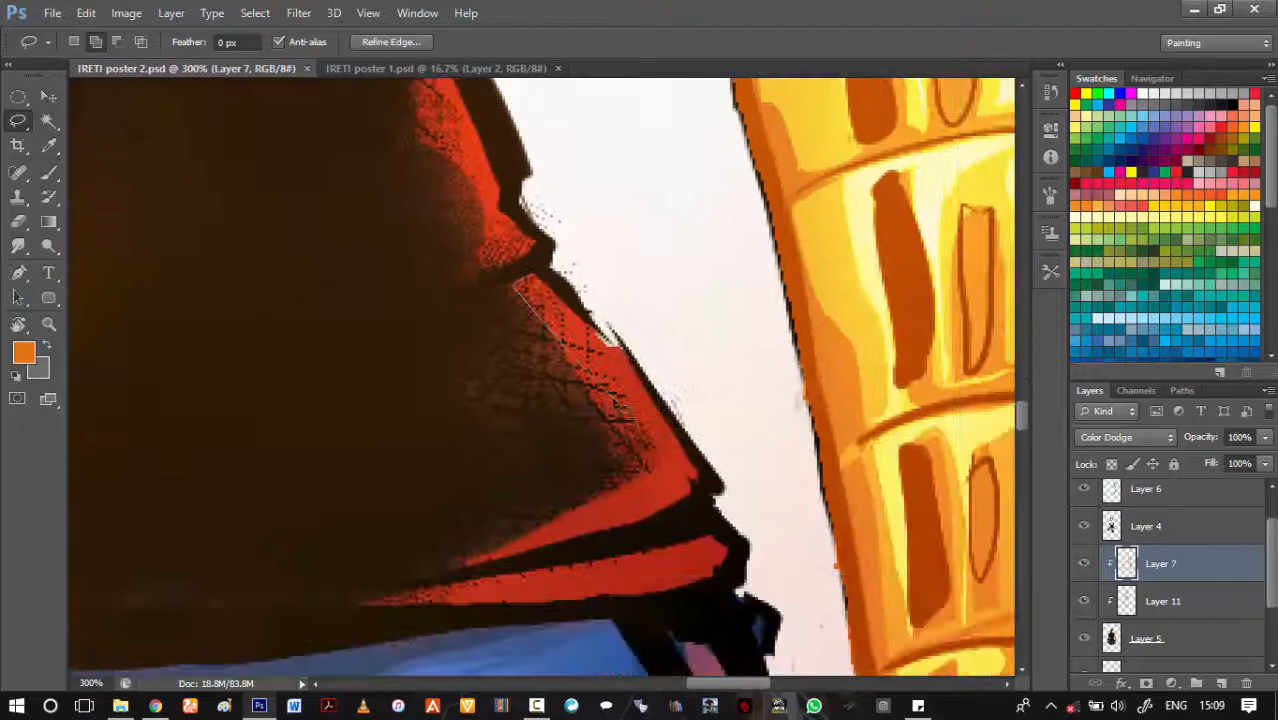 Ps File Edit Image Layer Type Select Filter 3D View Window Help
Feather: 0 px Anti-alias Refine Edge... Painting
IRETI poster 2.psd @ 300% (Layer 7, RGB/8#) × IRETI poster 1.psd @ 16.7% (Layer 2, RGB/8#) ×
Swatches Navigator
Layers Channels Paths
Kind
Color Dodge Opacity: 100%
Lock: Fill: 100%
Layer 6
Layer 4
Layer 7
Layer 11
Layer 5
300% Doc: 18.8M/83.8M
ENG 15:09